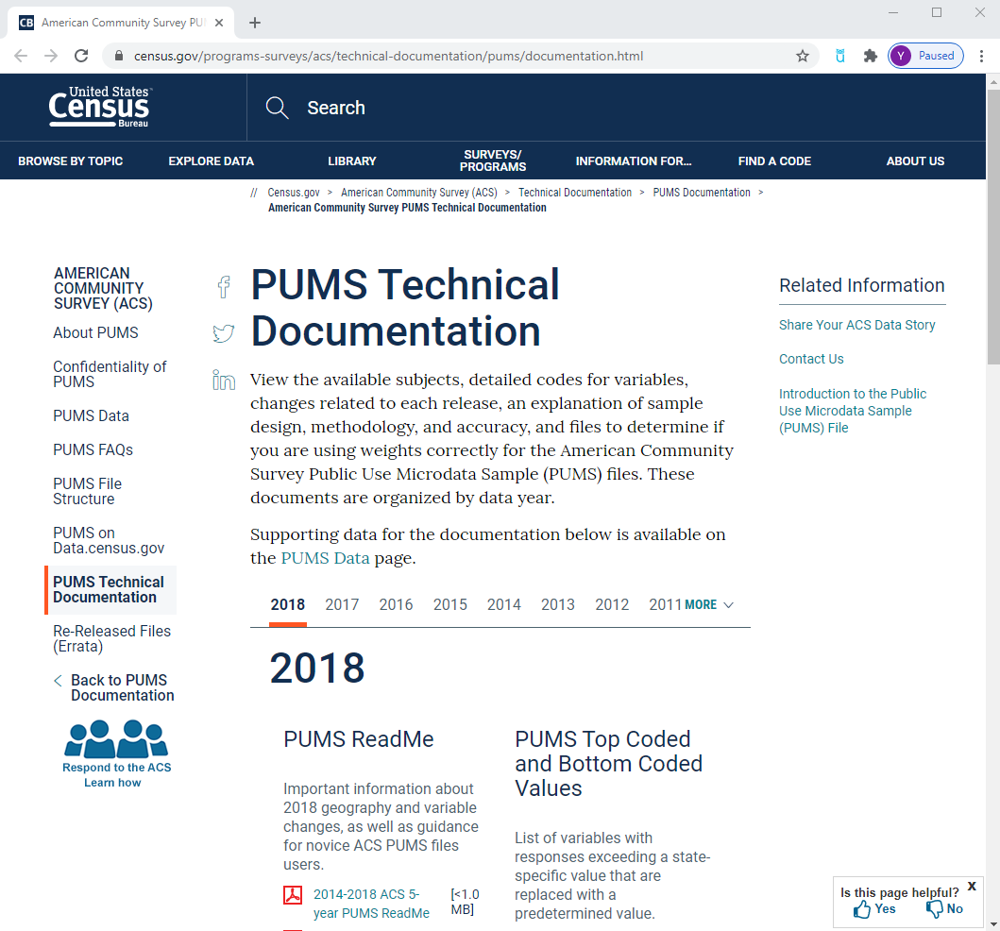 CB American Community Survey PU
census.gov/programs-surveys/acs/technical-documentation/pums/documentation.html
Y Paused
United States™
Census
Bureau
Search
BROWSE BY TOPIC
EXPLORE DATA
LIBRARY
SURVEYS/
PROGRAMS
INFORMATION FOR...
FIND A CODE
ABOUT US
// Census.gov > American Community Survey (ACS) > Technical Documentation > PUMS Documentation >
American Community Survey PUMS Technical Documentation
AMERICAN
COMMUNITY
SURVEY (ACS)
About PUMS
Confidentiality of
PUMS
PUMS Data
PUMS FAQs
PUMS File
Structure
PUMS on
Data.census.gov
PUMS Technical
Documentation
Re-Released Files
(Errata)
Back to PUMS
Documentation
Respond to the ACS
Learn how
PUMS Technical
Documentation
View the available subjects, detailed codes for variables,
changes related to each release, an explanation of sample
design, methodology, and accuracy, and files to determine if
you are using weights correctly for the American Community
Survey Public Use Microdata Sample (PUMS) files. These
documents are organized by data year.
Supporting data for the documentation below is available on
the PUMS Data page.
2018 2017 2016 2015 2014 2013 2012 2011 MORE
2018
PUMS ReadMe
Important information about
2018 geography and variable
changes, as well as guidance
for novice ACS PUMS files
users.
2014-2018 ACS 5-
year PUMS ReadMe
[<1.0
MB]
PUMS Top Coded
and Bottom Coded
Values
List of variables with
responses exceeding a state-
specific value that are
replaced with a
predetermined value.
Related Information
Share Your ACS Data Story
Contact Us
Introduction to the Public
Use Microdata Sample
(PUMS) File
Is this page helpful? X
Yes No